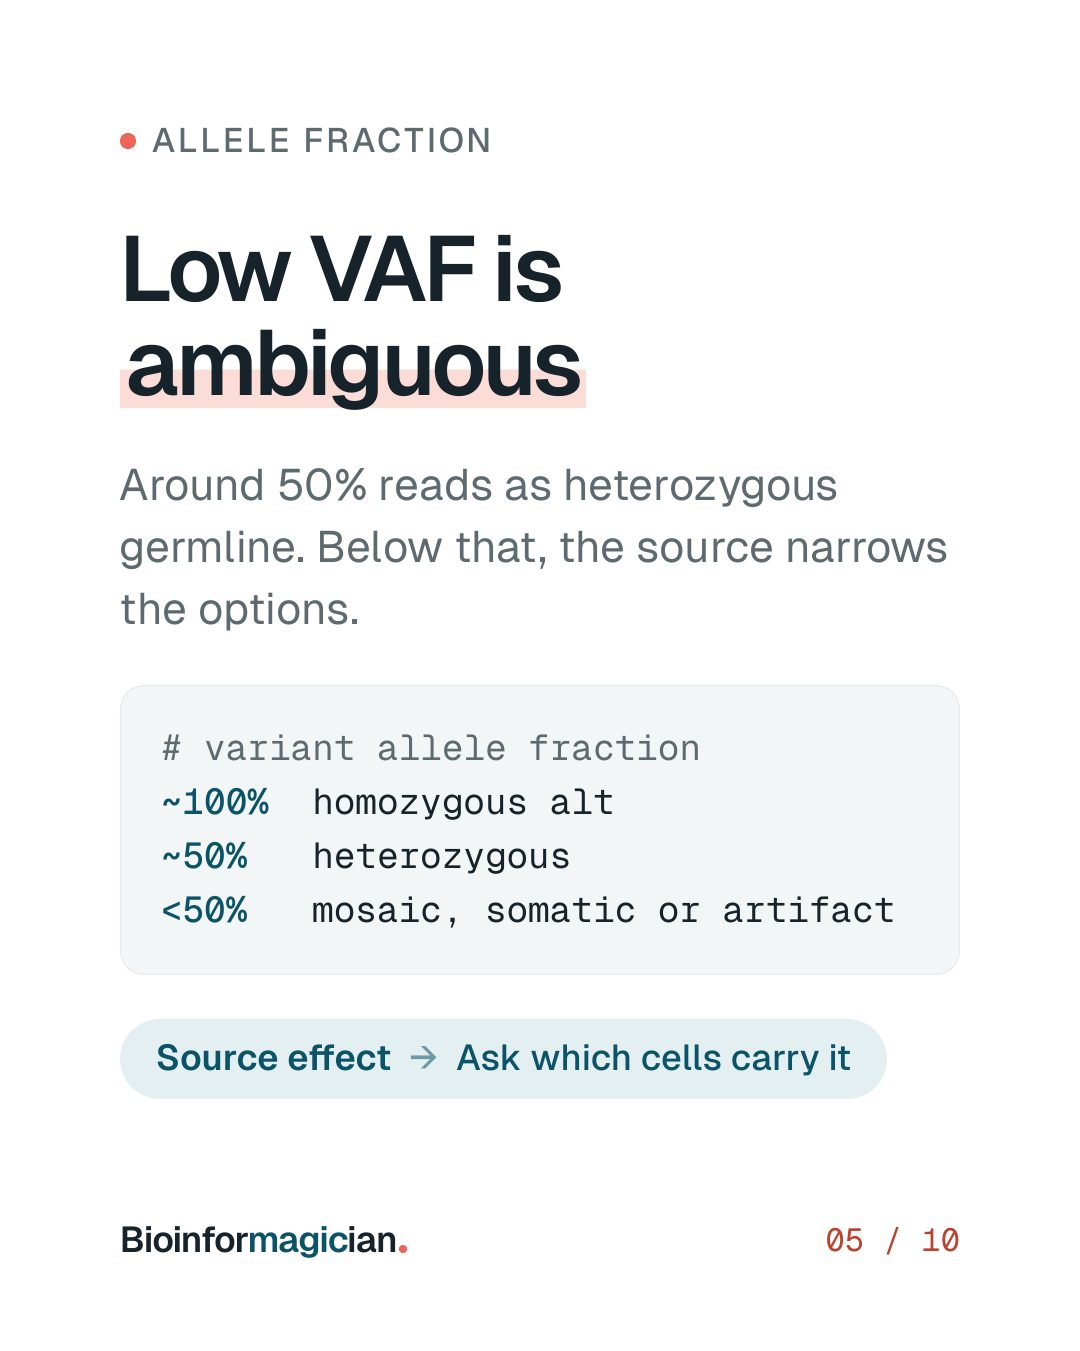 ALLELE FRACTION
Low VAF is
ambiguous
Around 50% reads as heterozygous
germline. Below that, the source narrows
the options.
# variant allele fraction
~100%  homozygous alt
~50%   heterozygous
<50%   mosaic, somatic or artifact
Source effect → Ask which cells carry it
Bioinformagician.
05 / 10